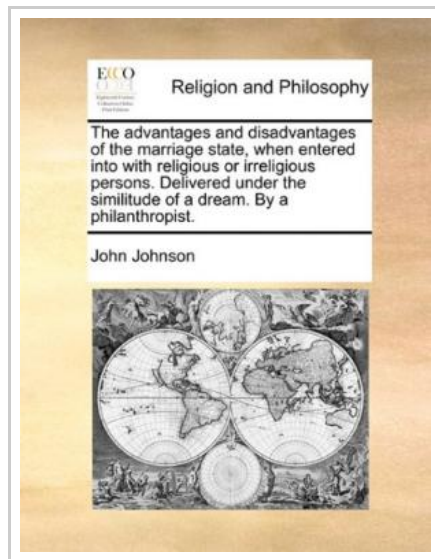 ECCO
Religion and Philosophy
The advantages and disadvantages
of the marriage state, when entered
into with religious or irreligious
persons. Delivered under the
similitude of a dream. By a
philanthropist.
John Johnson